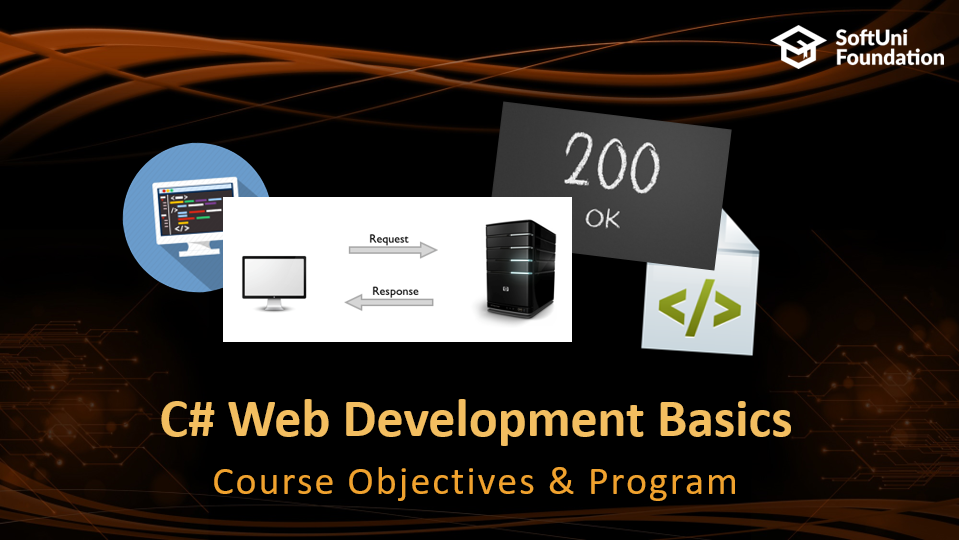 SoftUni
Foundation
200
OK
</>
Request
Response
</>
C# Web Development Basics
Course Objectives & Program